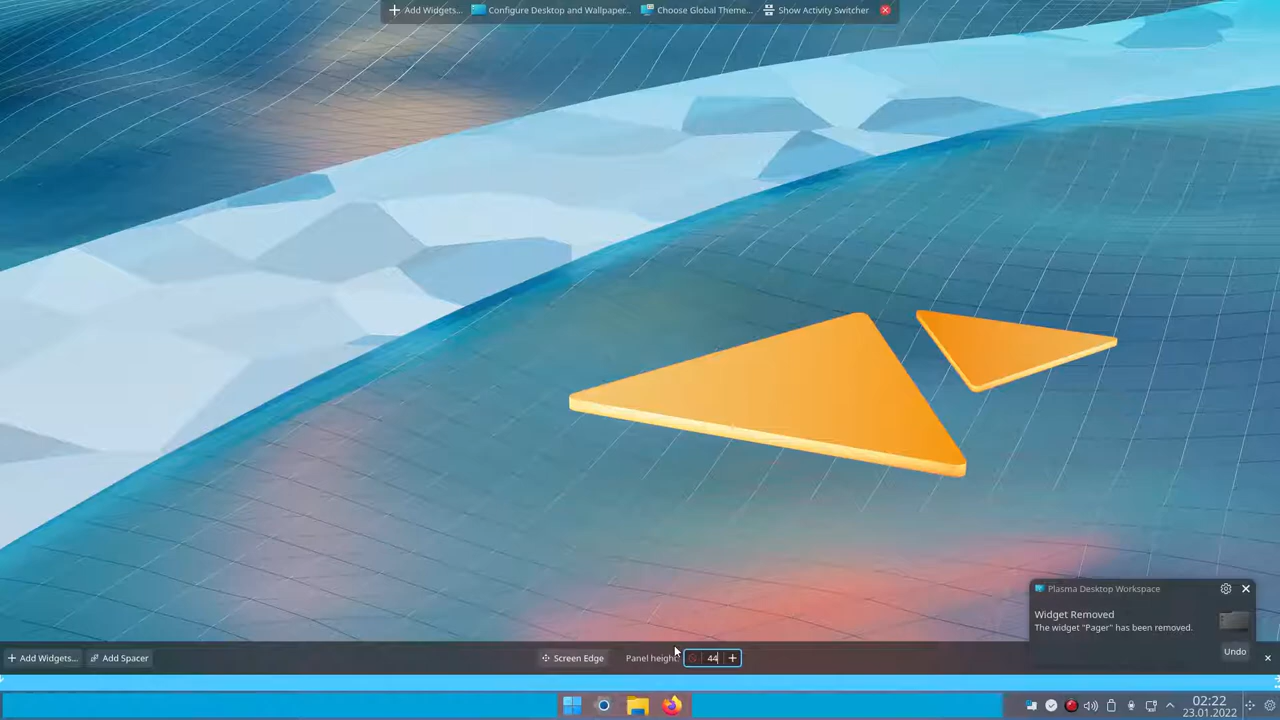 Add Widgets...
Configure Desktop and Wallpaper...
Choose Global Theme...
Show Activity Switcher
Plasma Desktop Workspace
Widget Removed
The widget "Pager" has been removed.
Undo
Add Widgets...
Add Spacer
Screen Edge
Panel height:
44
02:22
23.01.2022